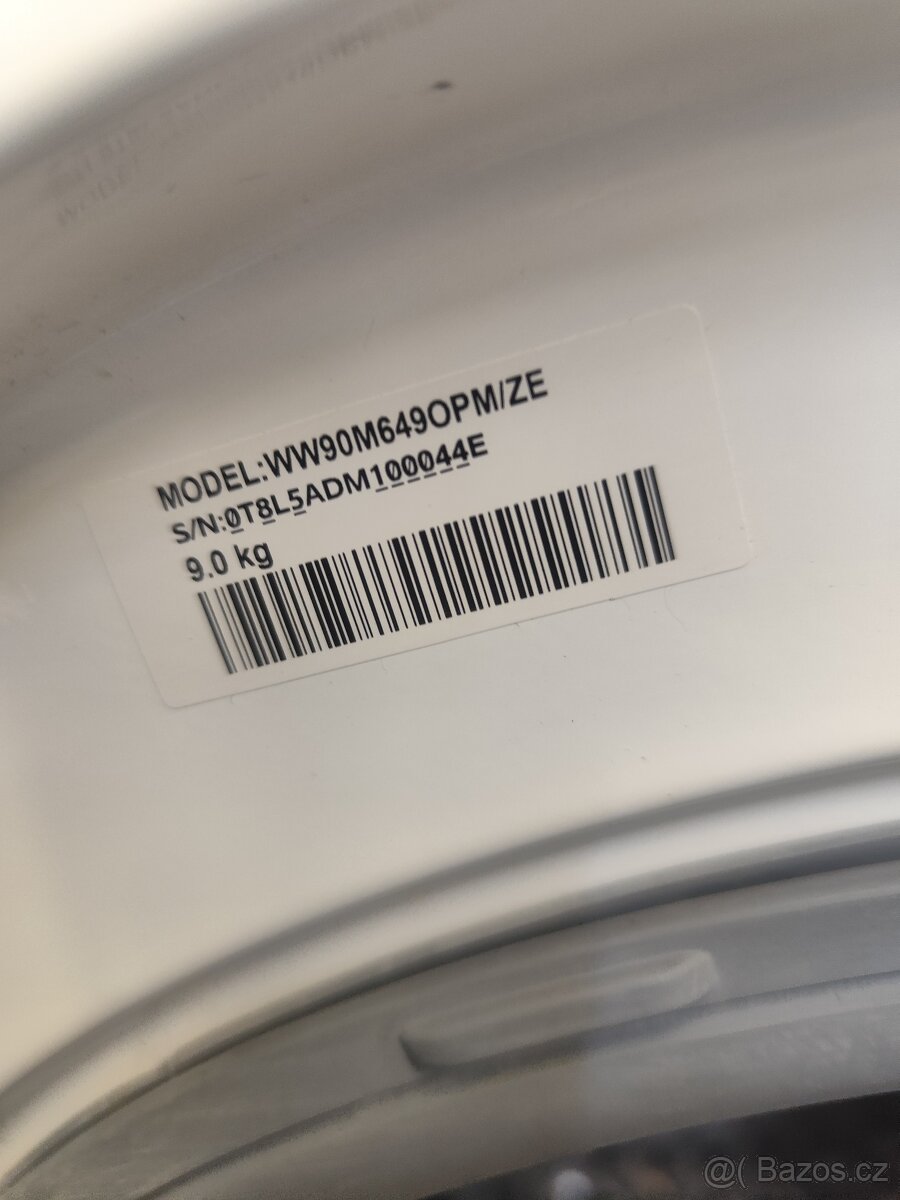 MODEL:WW90M649OPM/ZE
S/N:0T8L5ADM100044E
9.0 kg
@( Bazos.cz